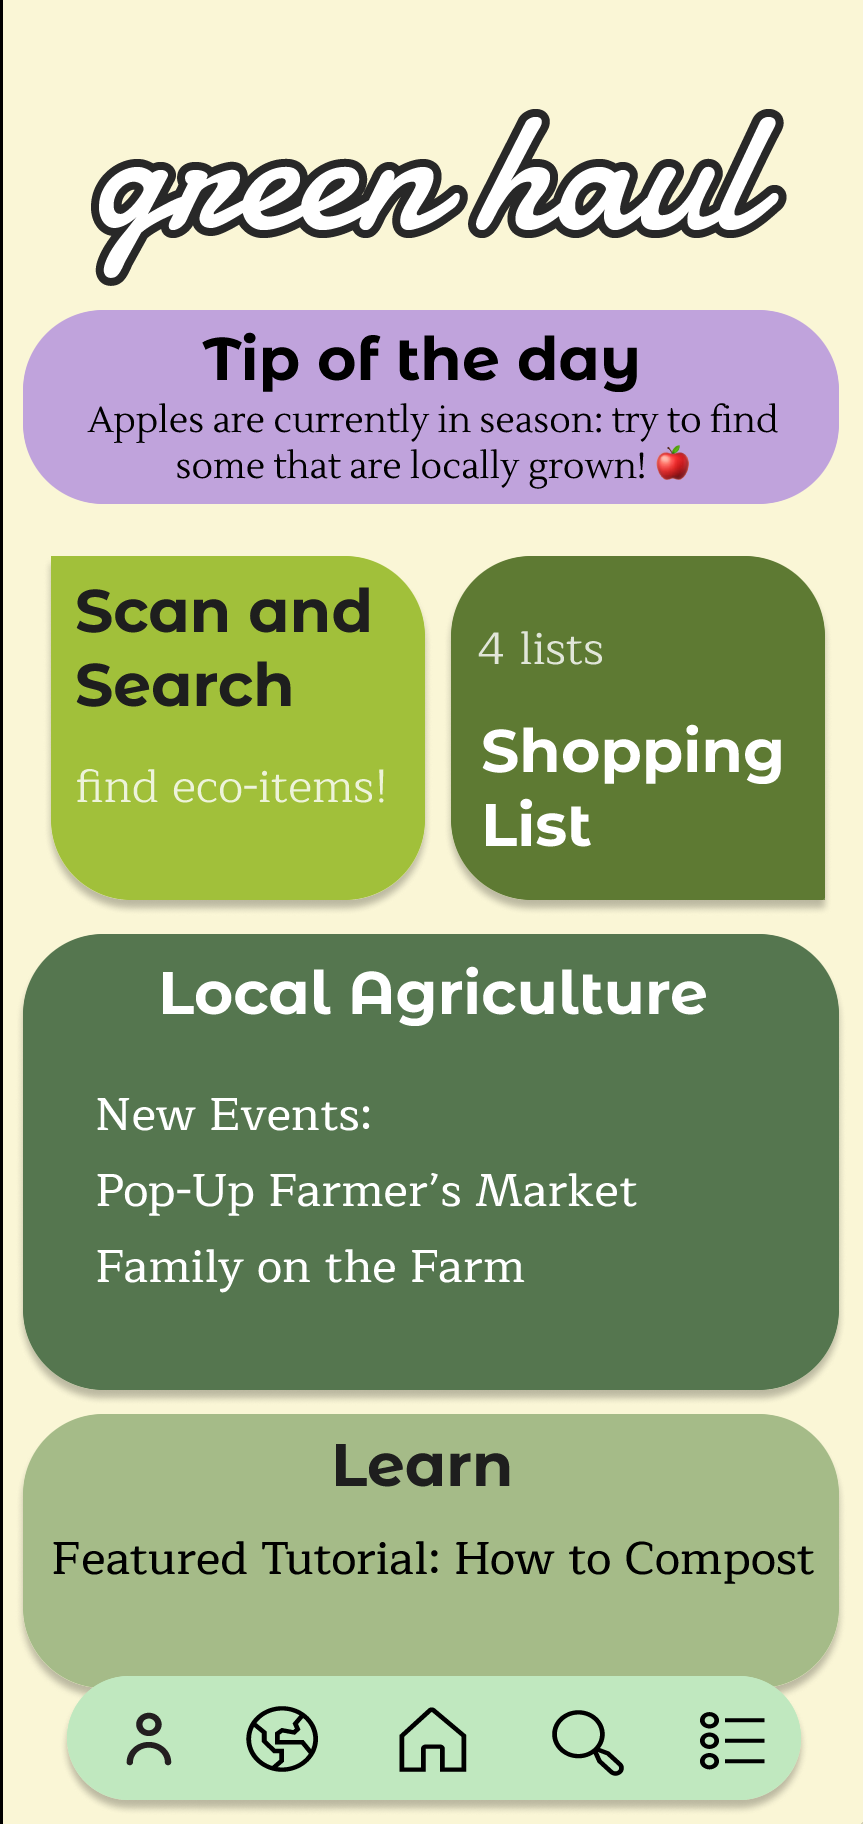 green haul
Tip of the day
Apples are currently in season: try to find
some that are locally grown! 🍎
Scan and
Search
find eco-items!
4 lists
Shopping
List
Local Agriculture
New Events:
Pop-Up Farmer’s Market
Family on the Farm
Learn
Featured Tutorial: How to Compost